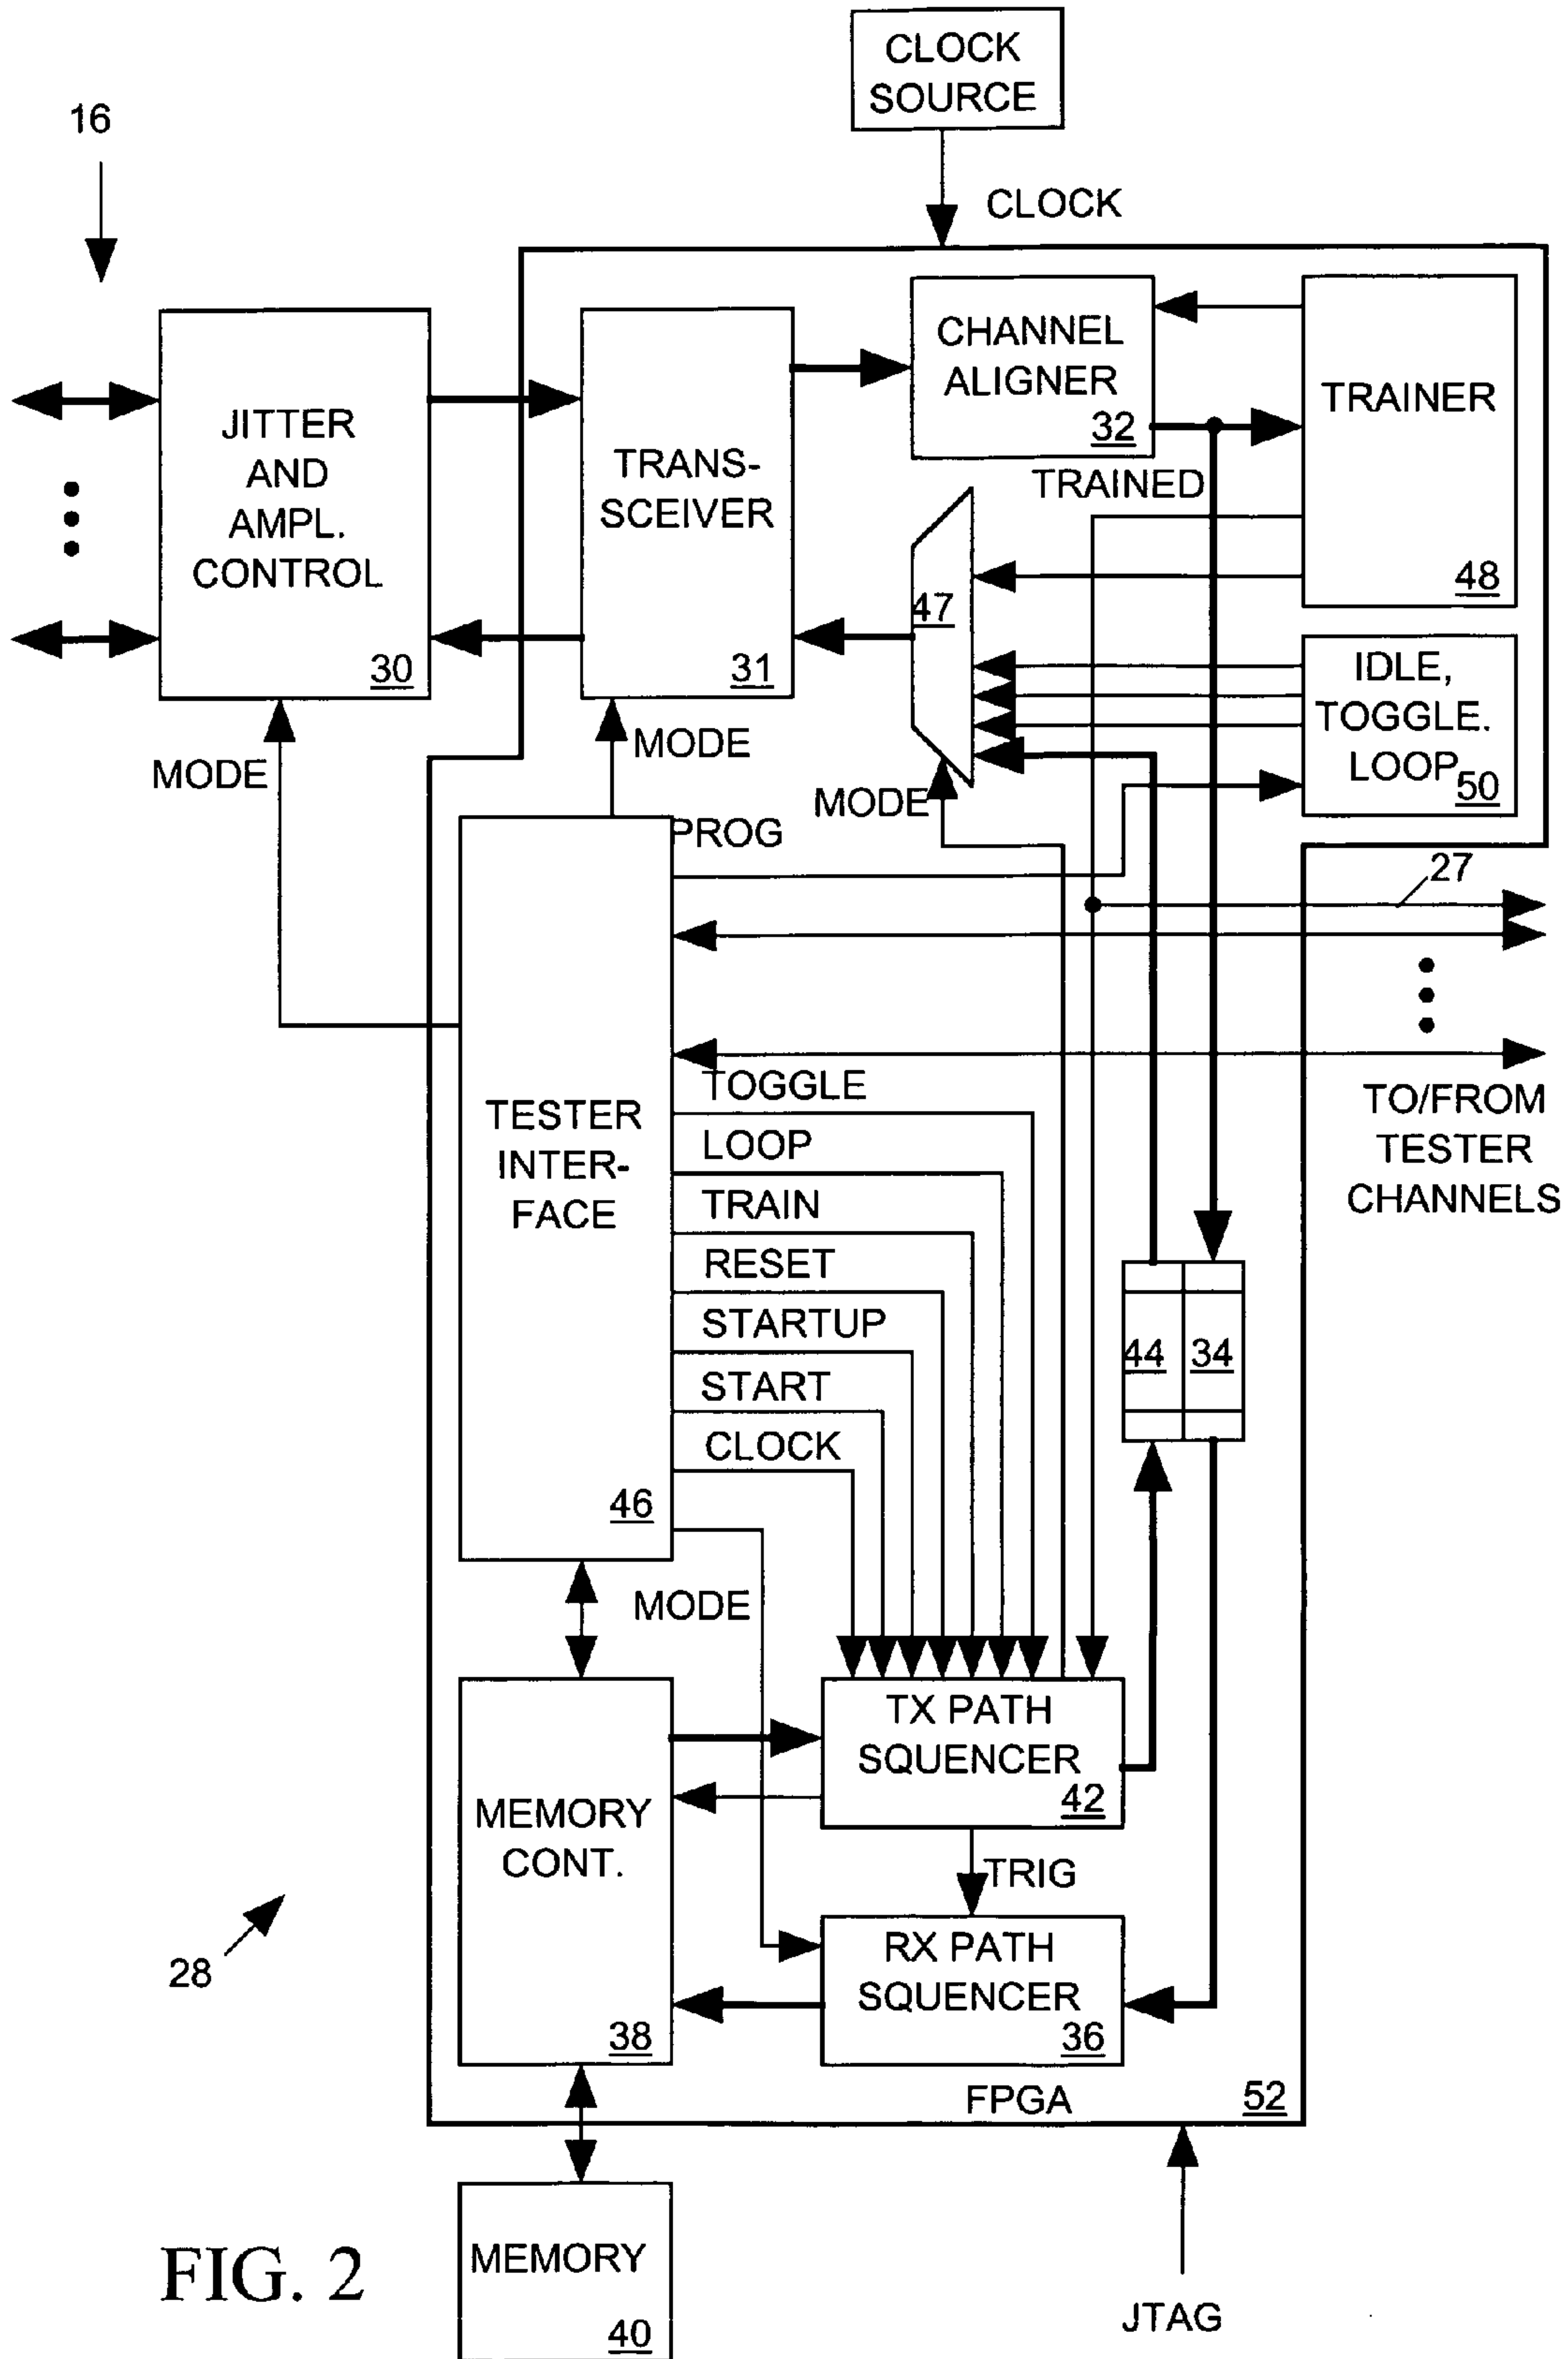 CLOCK
SOURCE
16
CLOCK
JITTER
AND
AMPL.
CONTROL
30
TRANS-
SCEIVER
31
CHANNEL
ALIGNER
32
TRAINER
48
TRAINED
47
IDLE,
TOGGLE.
LOOP
50
MODE
MODE
MODE
PROG
27
TESTER
INTER-
FACE
46
TOGGLE
LOOP
TRAIN
RESET
STARTUP
START
CLOCK
TO/FROM
TESTER
CHANNELS
44
34
MODE
TX PATH
SQUENCER
42
MEMORY
CONT.
38
TRIG
RX PATH
SQUENCER
36
28
FPGA
52
MEMORY
40
JTAG
FIG. 2